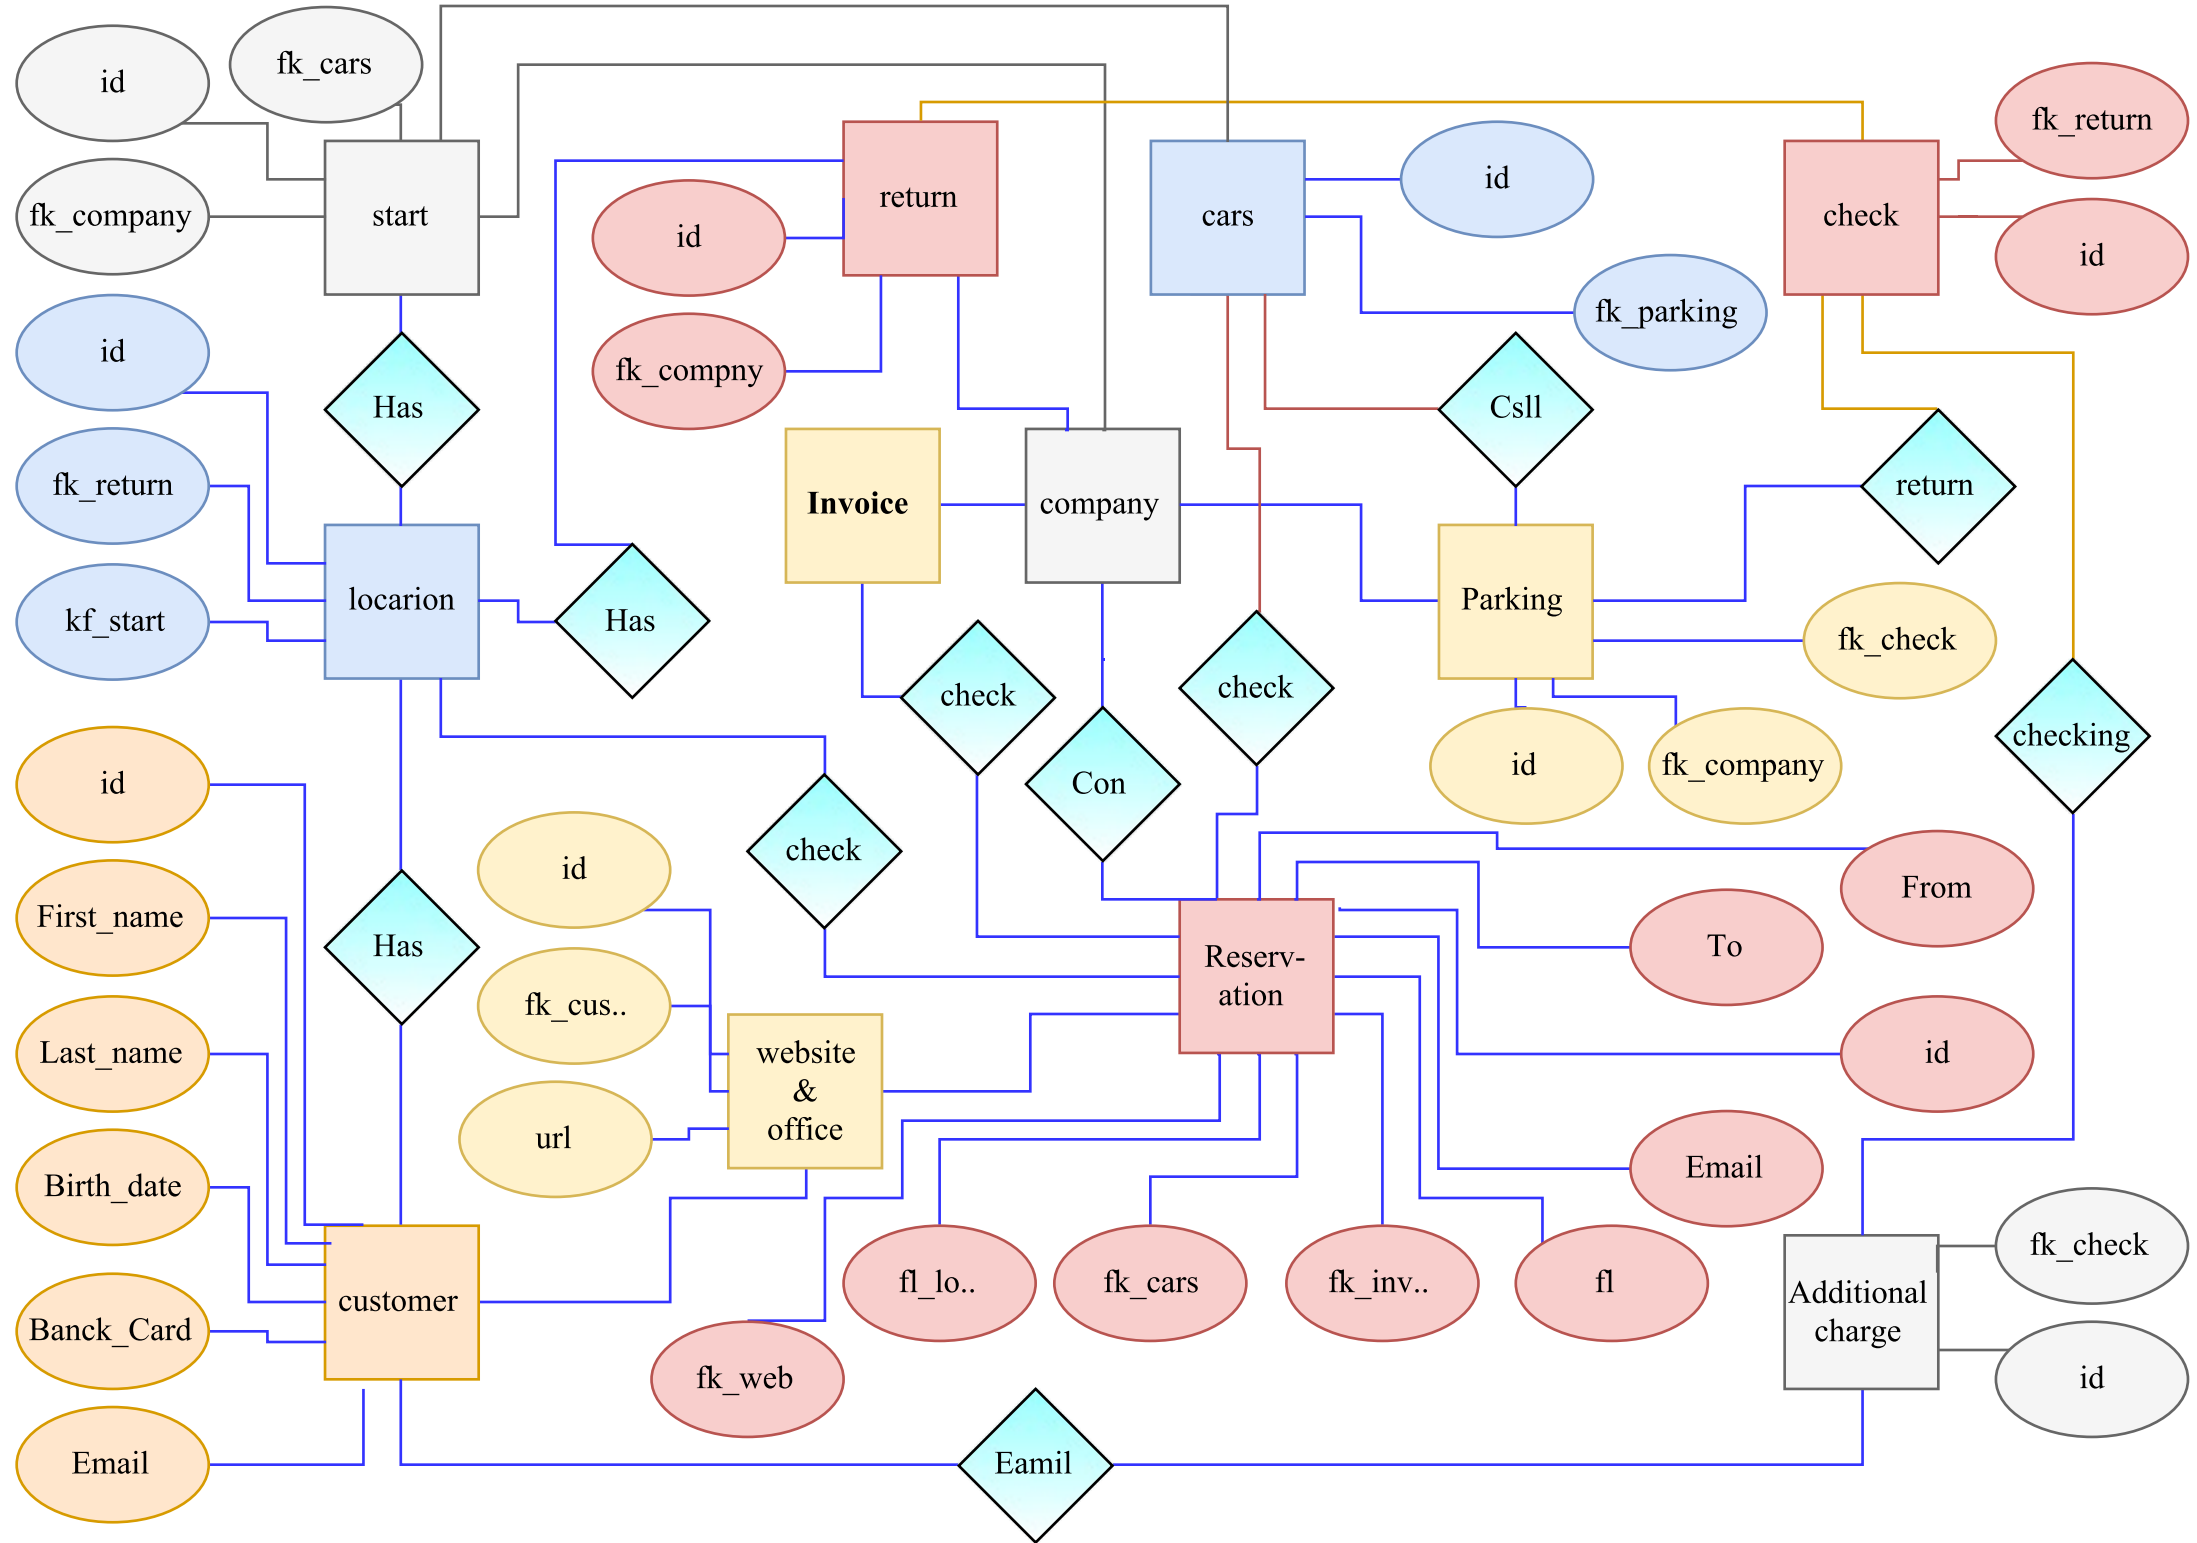 fk_cars
id
fk_return
return
id
cars
check
fk_company
start
id
id
fk_parking
id
fk_compny
Has
Csll
fk_return
Invoice
company
return
locarion
Parking
kf_start
Has
fk_check
check
check
checking
id
Con
id
fk_company
check
id
From
First_name
Has
To
Reserv-
ation
fk_cus..
Last_name
website
&
office
id
url
Email
Birth_date
fk_check
customer
fl_lo..
fk_cars
fk_inv..
fl
Additional
charge
Banck_Card
fk_web
id
Email
Eamil